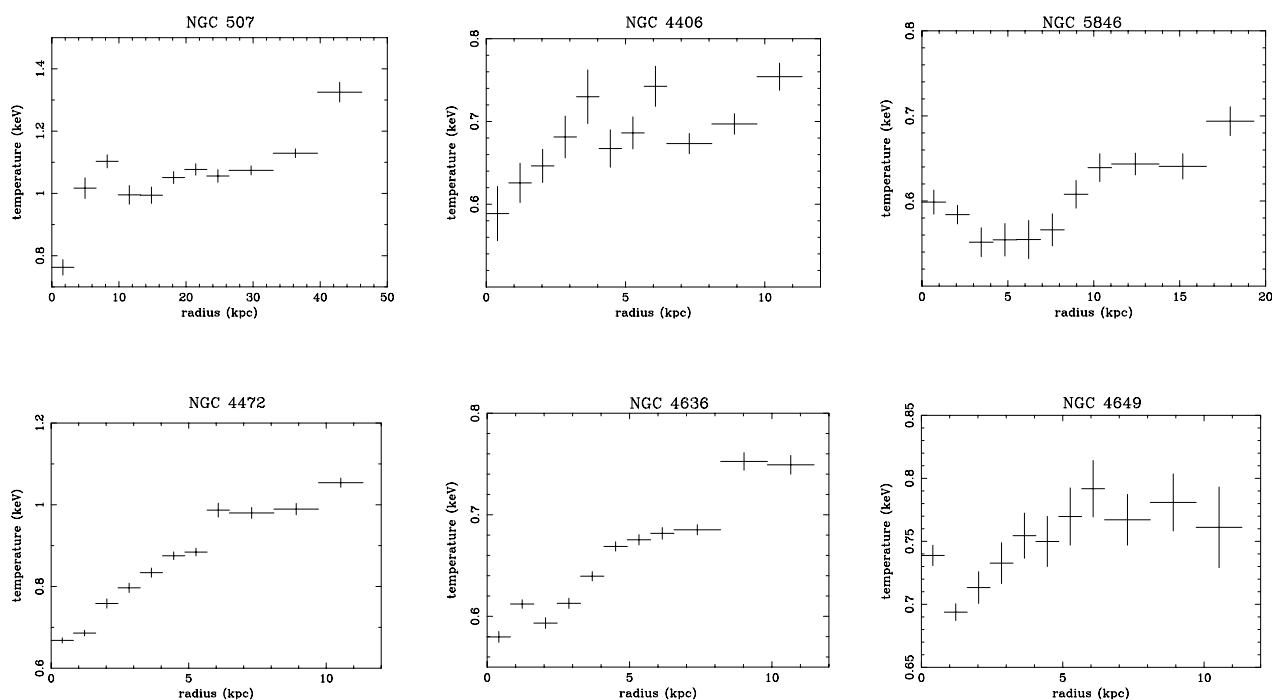 NGC 507
temperature (keV)
0.8
1
1.2
1.4
0
10
20
30
40
50
radius (kpc)
NGC 4406
temperature (keV)
0.6
0.7
0.8
0
5
10
radius (kpc)
NGC 5846
temperature (keV)
0.6
0.7
0.8
0
5
10
15
20
radius (kpc)
NGC 4472
temperature (keV)
0.6
0.8
1
1.2
0
5
10
radius (kpc)
NGC 4636
temperature (keV)
0.6
0.7
0.8
0
5
10
radius (kpc)
NGC 4649
temperature (keV)
0.65
0.7
0.75
0.8
0.85
0
5
10
radius (kpc)